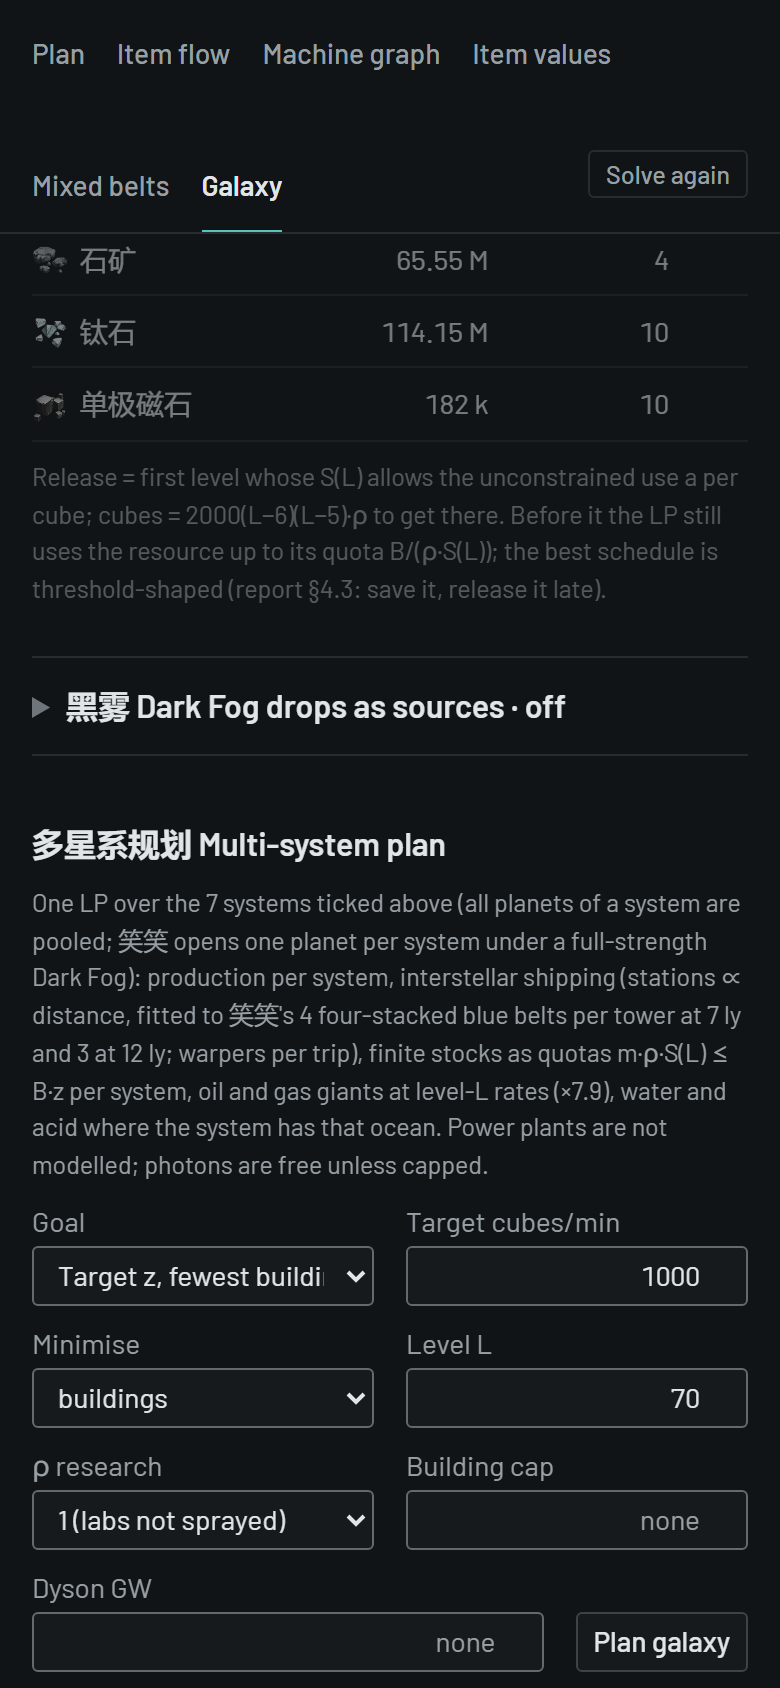 Plan Item flow Machine graph Item values
Mixed belts Galaxy Solve again
石矿 65.55 M 4
钛石 114.15 M 10
单极磁石 182 k 10
Release = first level whose S(L) allows the unconstrained use a per
cube; cubes = 2000(L−6)(L−5)·ρ to get there. Before it the LP still
uses the resource up to its quota B/(ρ·S(L)); the best schedule is
threshold-shaped (report §4.3: save it, release it late).
▶ 黑雾 Dark Fog drops as sources · off
多星系规划 Multi-system plan
One LP over the 7 systems ticked above (all planets of a system are
pooled; 笑笑 opens one planet per system under a full-strength
Dark Fog): production per system, interstellar shipping (stations ∝
distance, fitted to 笑笑's 4 four-stacked blue belts per tower at 7 ly
and 3 at 12 ly; warpers per trip), finite stocks as quotas m·ρ·S(L) ≤
B·z per system, oil and gas giants at level-L rates (×7.9), water and
acid where the system has that ocean. Power plants are not
modelled; photons are free unless capped.
Goal Target cubes/min
Target z, fewest buildi 1000
Minimise Level L
buildings 70
ρ research Building cap
1 (labs not sprayed) none
Dyson GW
none Plan galaxy